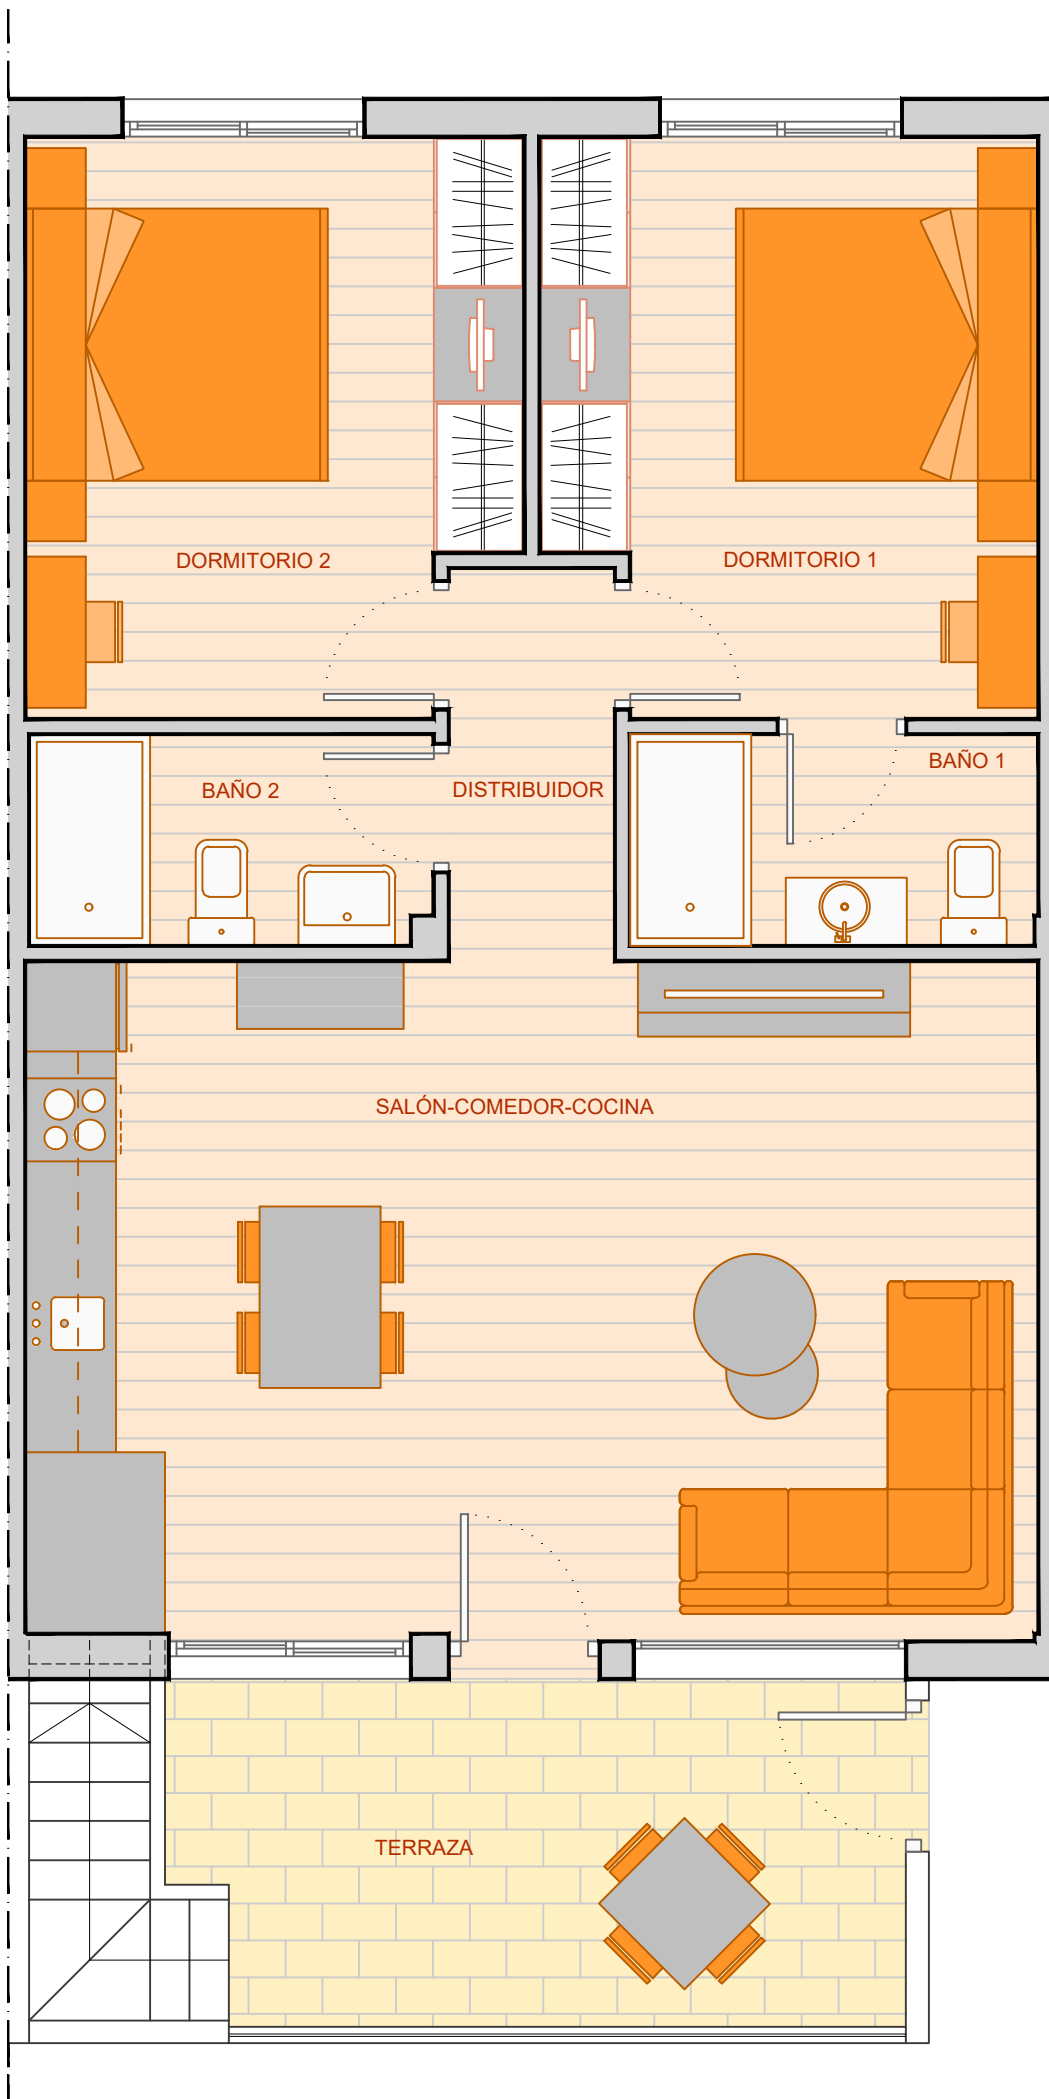 DORMITORIO 2
DORMITORIO 1
BAÑO 2
DISTRIBUIDOR
BAÑO 1
SALÓN-COMEDOR-COCINA
TERRAZA